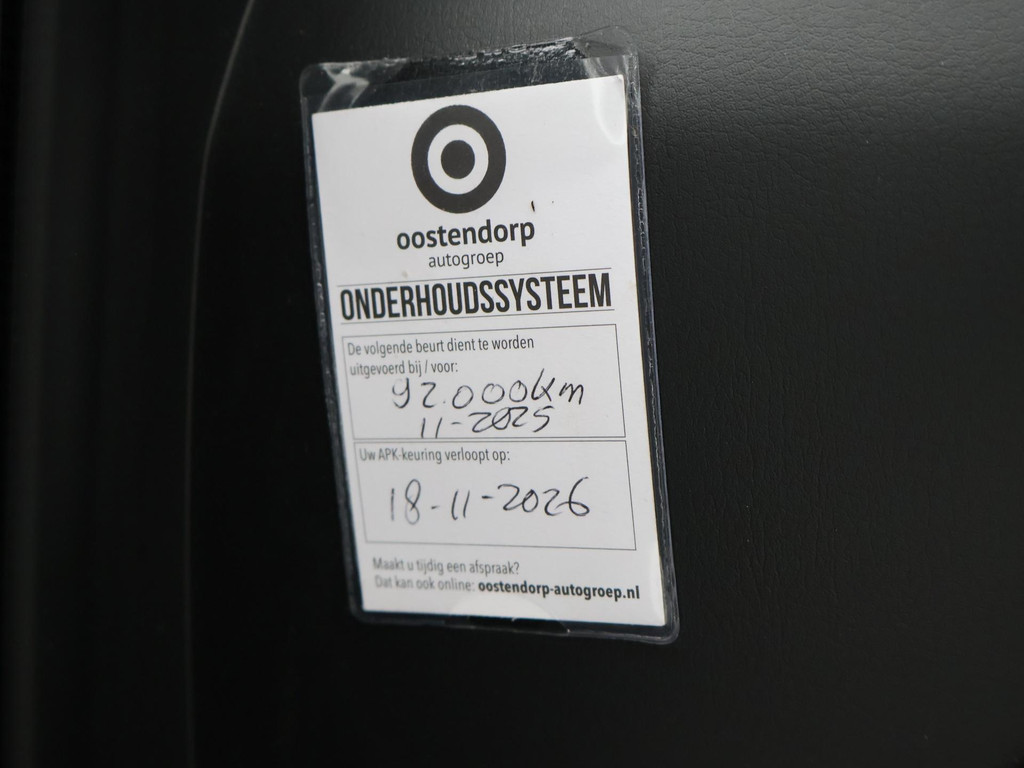 oostendorp
autogroep
ONDERHOUDSSYSTEEM
De volgende beurt dient te worden
uitgevoerd bij / voor:
92.000km
11-2025
Uw APK-keuring verloopt op:
18-11-2026
Maakt u tijdig een afspraak?
Dat kan ook online: oostendorp-autogroep.nl